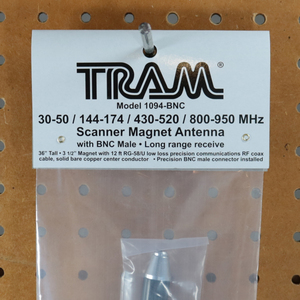 TRAM®
Model 1094-BNC
30-50 / 144-174 / 430-520 / 800-950 MHz
Scanner Magnet Antenna
with BNC Male • Long range receive
36" Tall • 3 1/2" Magnet with 12 ft RG-58/U low loss precision communications RF coax
cable, solid bare copper center conductor • Precision BNC male connector installed